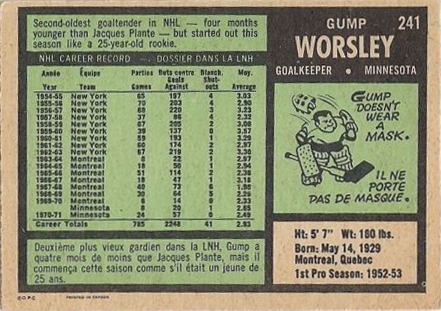 GUMP 241
WORSLEY
GOALKEEPER • MINNESOTA
Second-oldest goaltender in NHL — four months
younger than Jacques Plante — but started out this
season like a 25-year-old rookie.
NHL CAREER RECORD — DOSSIER DANS LA LNH
Année Équipe Parties Buts contre Blanch. Moy.
Goals Shut-
Year Team Games Against outs Average
1954-55 New York 65 197 4 3.03
1955-56 New York 70 203 4 2.90
1956-57 New York 68 220 3 3.23
1957-58 New York 37 86 4 2.32
1958-59 New York 67 205 2 3.08
1959-60 New York 39 137 0 3.57
1960-61 New York 59 193 1 3.29
1961-62 New York 60 174 2 2.97
1962-63 New York 67 219 2 3.30
1963-64 Montreal 8 22 1 2.97
1964-65 Montreal 18 50 1 2.94
1965-66 Montreal 51 114 2 2.36
1966-67 Montreal 18 47 1 3.18
1967-68 Montreal 40 73 6 1.98
1968-69 Montreal 30 64 5 2.26
1969-70 Montreal 6 14 0 2.33
Minnesota 8 20 1 2.65
1970-71 Minnesota 24 57 0 2.49
Career Totals 785 2248 41 2.93
Deuxième plus vieux gardien dans la LNH, Gump a
quatre mois de moins que Jacques Plante, mais il
commença cette saison comme s'il était un jeune de
25 ans.
GUMP
DOESN'T
WEAR
A
MASK.
IL NE
PORTE
PAS DE MASQUE.
Ht: 5' 7" Wt: 180 lbs.
Born: May 14, 1929
Montreal, Quebec
1st Pro Season: 1952-53
© O.P.C. PRINTED IN CANADA